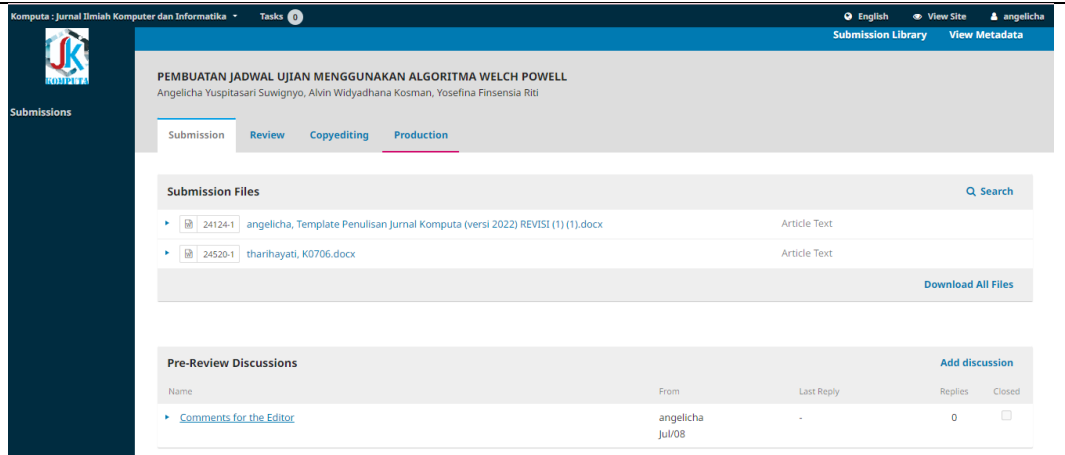 Komputa : Jurnal Ilmiah Komputer dan Informatika Tasks 0 English View Site angelicha
Submission Library View Metadata
JK
KOMPUTA
Submissions
PEMBUATAN JADWAL UJIAN MENGGUNAKAN ALGORITMA WELCH POWELL
Angelicha Yuspitasari Suwignyo, Alvin Widyadhana Kosman, Yosefina Finsensia Riti
Submission Review Copyediting Production
Submission Files Search
24124-1 angelicha, Template Penulisan Jurnal Komputa (versi 2022) REVISI (1) (1).docx Article Text
24520-1 tharihayati, K0706.docx Article Text
Download All Files
Pre-Review Discussions Add discussion
Name From Last Reply Replies Closed
Comments for the Editor angelicha - 0
Jul/08